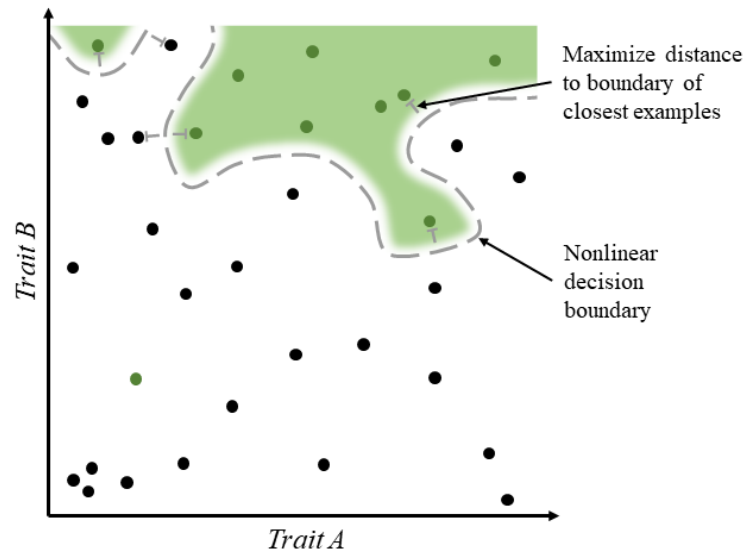 Maximize distance
to boundary of
closest examples
Trait B
Nonlinear
decision
boundary
Trait A